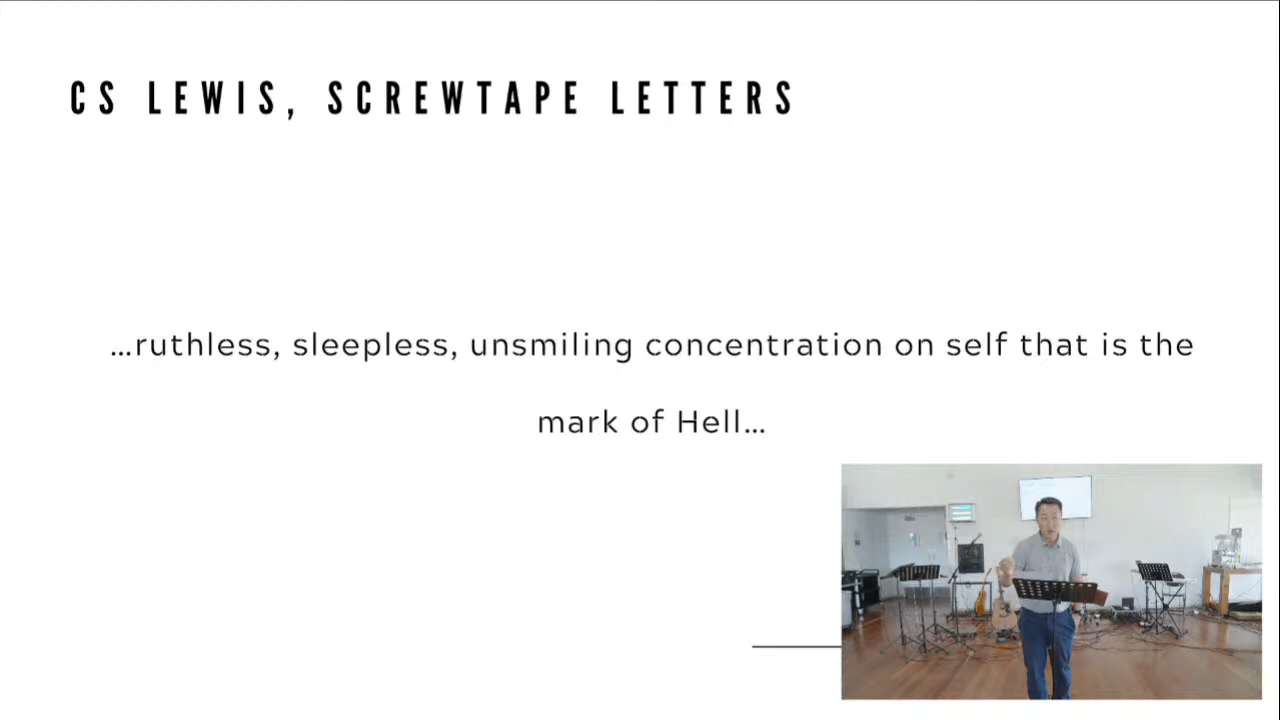 CS LEWIS, SCREWTAPE LETTERS
...ruthless, sleepless, unsmiling concentration on self that is the
mark of Hell...